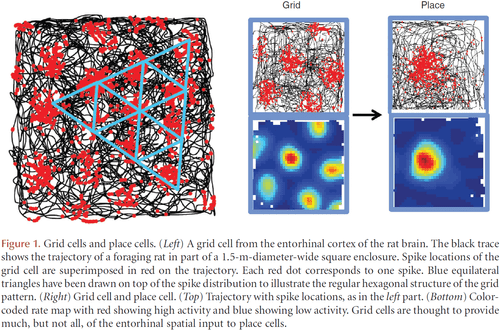 Grid
Place
Figure 1. Grid cells and place cells. (Left) A grid cell from the entorhinal cortex of the rat brain. The black trace
shows the trajectory of a foraging rat in part of a 1.5-m-diameter-wide square enclosure. Spike locations of the
grid cell are superimposed in red on the trajectory. Each red dot corresponds to one spike. Blue equilateral
triangles have been drawn on top of the spike distribution to illustrate the regular hexagonal structure of the grid
pattern. (Right) Grid cell and place cell. (Top) Trajectory with spike locations, as in the left part. (Bottom) Color-
coded rate map with red showing high activity and blue showing low activity. Grid cells are thought to provide
much, but not all, of the entorhinal spatial input to place cells.